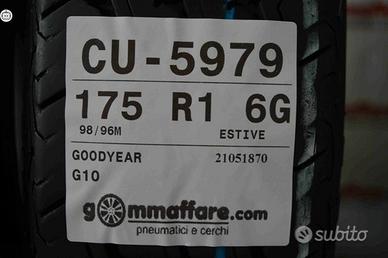 CU-5979
175 R1 6G
98/96M ESTIVE
GOODYEAR 21051870
G10
gommaffare.com
pneumatici e cerchi
subito